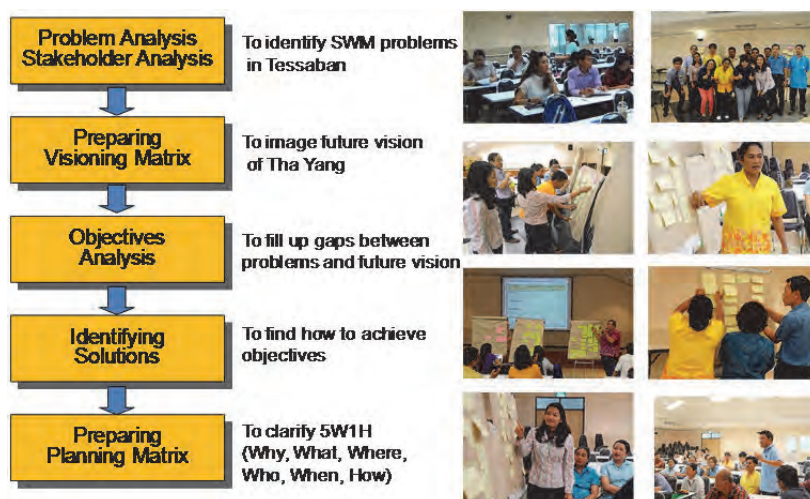 Problem Analysis
Stakeholder Analysis
To identify SWM problems
in Tessaban
Preparing
Visioning Matrix
To image future vision
of Tha Yang
Objectives
Analysis
To fill up gaps between
problems and future vision
Identifying
Solutions
To find how to achieve
objectives
Preparing
Planning Matrix
To clarify 5W1H
(Why, What, Where,
Who, When, How)